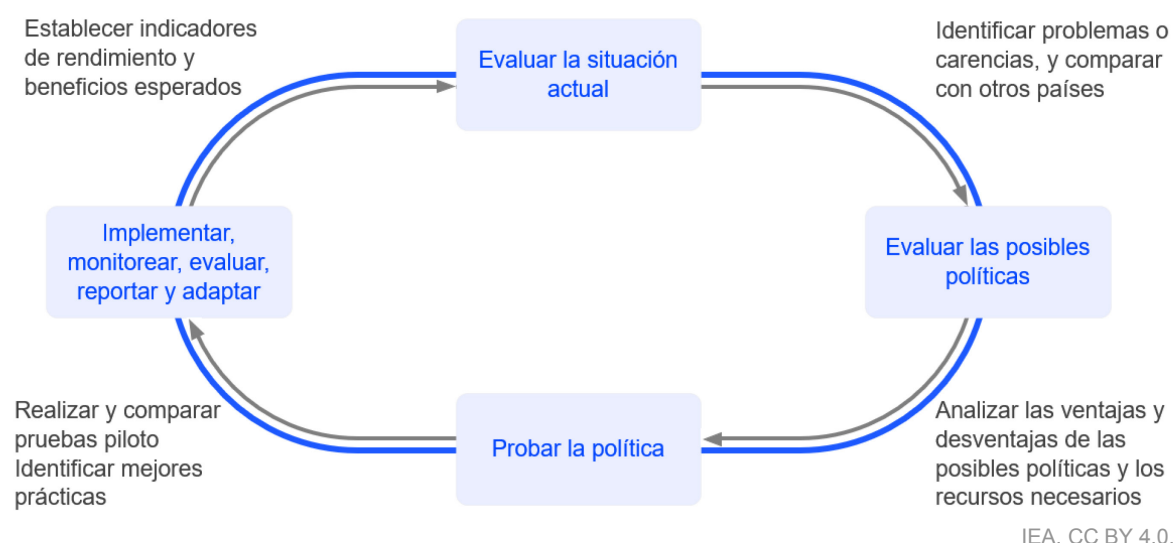 Establecer indicadores
de rendimiento y
beneficios esperados
Evaluar la situación
actual
Identificar problemas o
carencias, y comparar
con otros países
Implementar,
monitorear, evaluar,
reportar y adaptar
Evaluar las posibles
políticas
Realizar y comparar
pruebas piloto
Identificar mejores
prácticas
Probar la política
Analizar las ventajas y
desventajas de las
posibles políticas y los
recursos necesarios
IEA. CC BY 4.0.